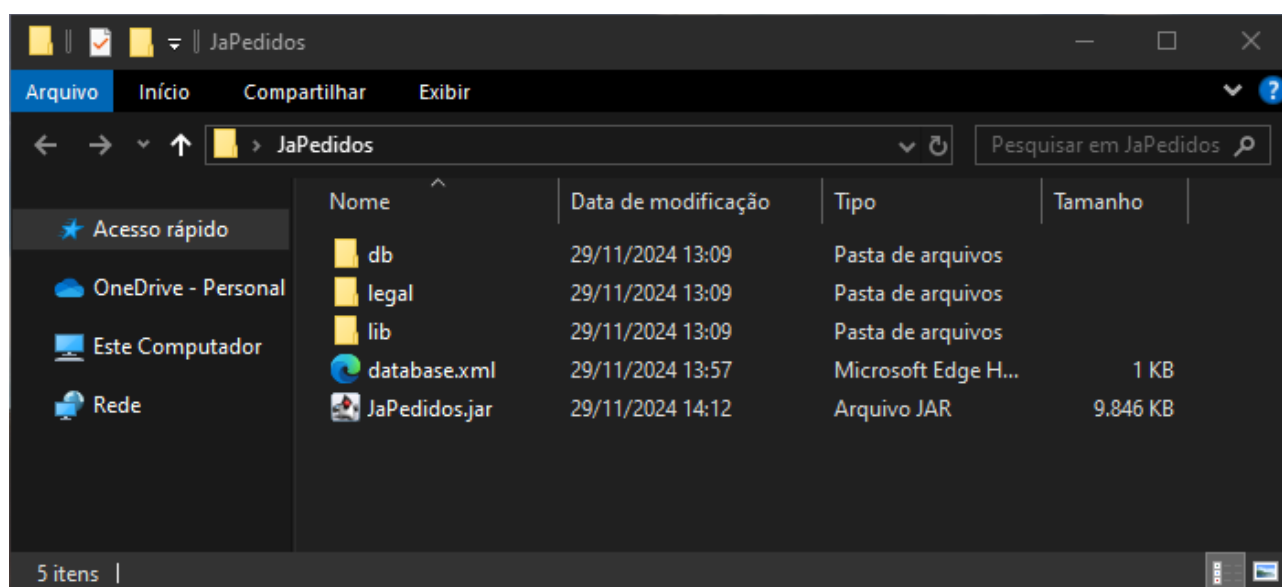 JaPedidos
Arquivo Início Compartilhar Exibir
JaPedidos Pesquisar em JaPedidos
Nome Data de modificação Tipo Tamanho
Acesso rápido
OneDrive - Personal
Este Computador
Rede
db 29/11/2024 13:09 Pasta de arquivos
legal 29/11/2024 13:09 Pasta de arquivos
lib 29/11/2024 13:09 Pasta de arquivos
database.xml 29/11/2024 13:57 Microsoft Edge H... 1 KB
JaPedidos.jar 29/11/2024 14:12 Arquivo JAR 9.846 KB
5 itens